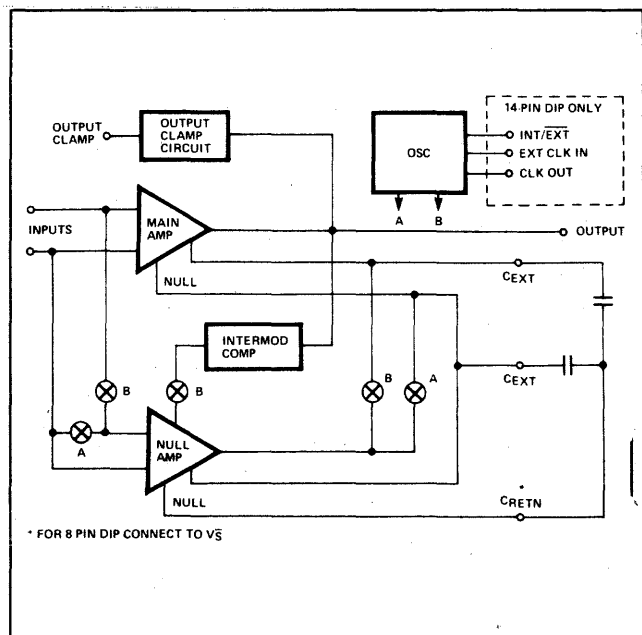 14-PIN DIP ONLY
OUTPUT
CLAMP
OUTPUT
CLAMP
CIRCUIT
OSC
INT/EXT
EXT CLK IN
CLK OUT
A B
INPUTS
MAIN
AMP
OUTPUT
NULL
CEXT
INTERMOD
COMP
B
B
B
A
CEXT
A
NULL
AMP
NULL
*
CRETN
* FOR 8 PIN DIP CONNECT TO VS